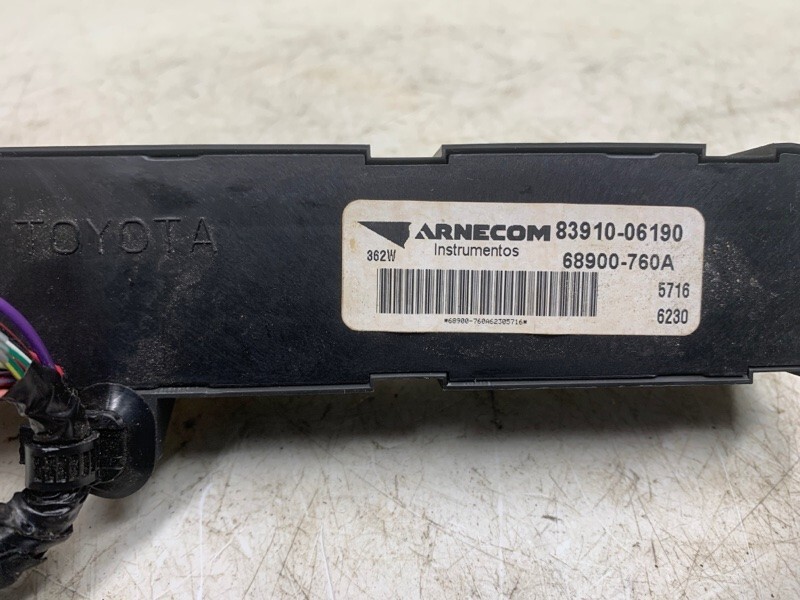 TOYOTA
ARNECOM 83910-06190
Instrumentos
362W
68900-760A
5716
6230
*68900-760A62305716*